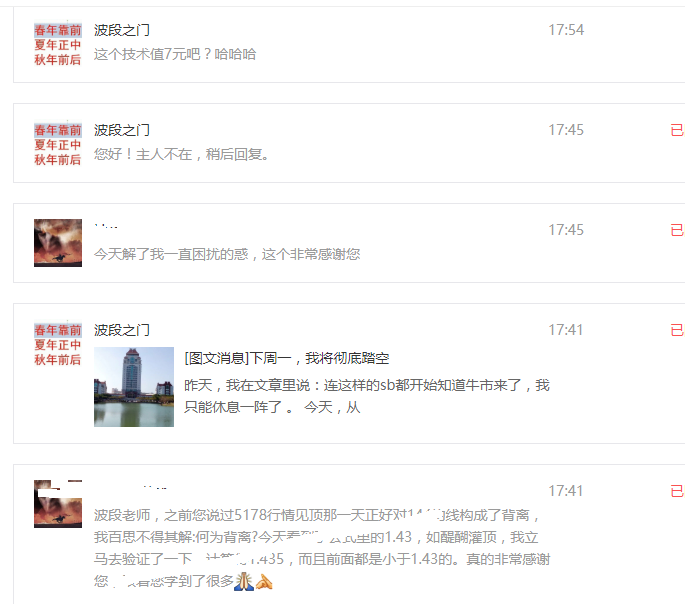 春年靠前
夏年正中
秋年前后
波段之门
17:54
这个技术值7元吧？哈哈哈
春年靠前
夏年正中
秋年前后
波段之门
17:45
已
您好！主人不在，稍后回复。
17:45
已
今天解了我一直困扰的惑，这个非常感谢您
春年靠前
夏年正中
秋年前后
波段之门
17:41
已
[图文消息]下周一，我将彻底踏空
昨天，我在文章里说：连这样的sb都开始知道牛市来了，我
只能休息一阵了 。 今天，从
17:41
已
波段老师，之前您说过5178行情见顶那一天正好对14 线构成了背离，
我百思不得其解:何为背离?今天看到 公式里的1.43，如醍醐灌顶，我立
马去验证了一下 计算 1.435，而且前面都是小于1.43的。真的非常感谢
您 跟着您学到了很多🙏